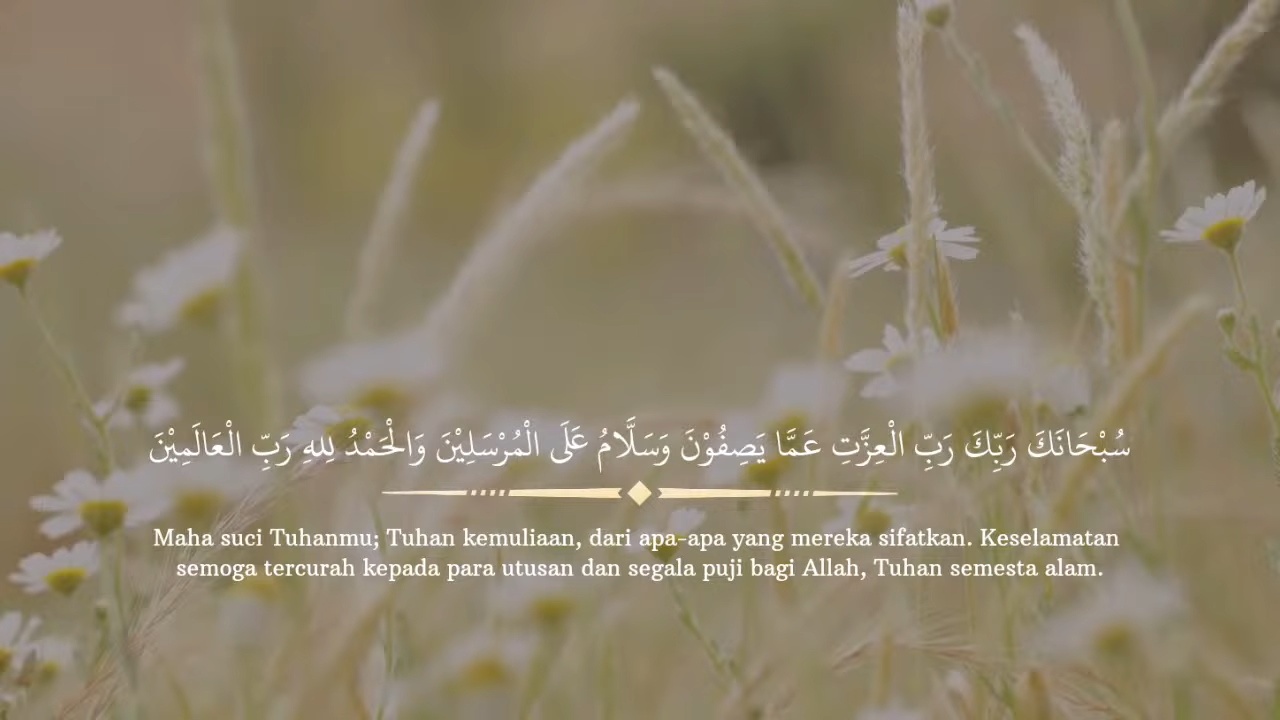 سُبْحَانَكَ رَبِّكَ رَبِّ الْعِزَّتِ عَمَّا يَصِفُوْنَ وَسَلَّامُ عَلَى الْمُرْسَلِيْنَ وَالْحَمْدُ لِلهِ رَبِّ الْعَالَمِيْنَ
Maha suci Tuhanmu; Tuhan kemuliaan, dari apa-apa yang mereka sifatkan. Keselamatan
semoga tercurah kepada para utusan dan segala puji bagi Allah, Tuhan semesta alam.